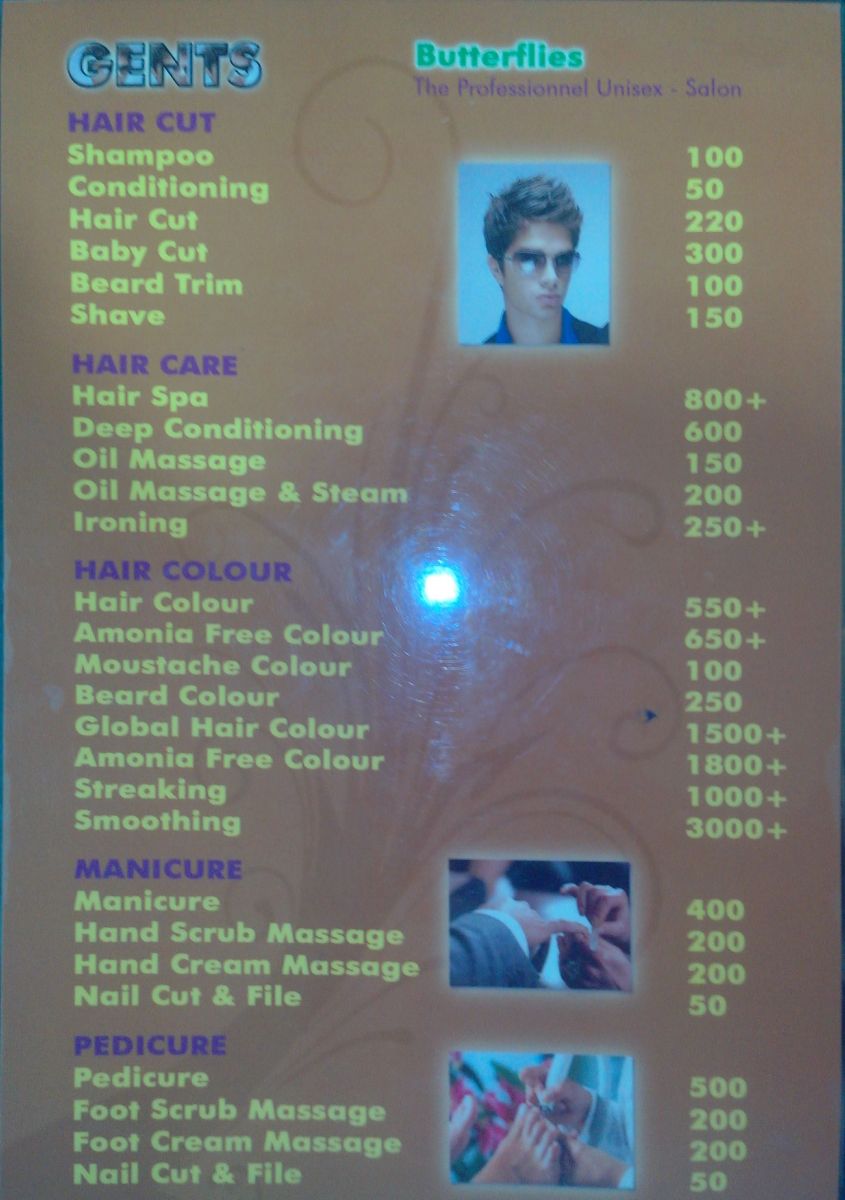 GENTS
Butterflies
The Professionnel Unisex - Salon
HAIR CUT
Shampoo 100
Conditioning 50
Hair Cut 220
Baby Cut 300
Beard Trim 100
Shave 150
HAIR CARE
Hair Spa 800+
Deep Conditioning 600
Oil Massage 150
Oil Massage & Steam 200
Ironing 250+
HAIR COLOUR
Hair Colour 550+
Amonia Free Colour 650+
Moustache Colour 100
Beard Colour 250
Global Hair Colour 1500+
Amonia Free Colour 1800+
Streaking 1000+
Smoothing 3000+
MANICURE
Manicure 400
Hand Scrub Massage 200
Hand Cream Massage 200
Nail Cut & File 50
PEDICURE
Pedicure 500
Foot Scrub Massage 200
Foot Cream Massage 200
Nail Cut & File 50